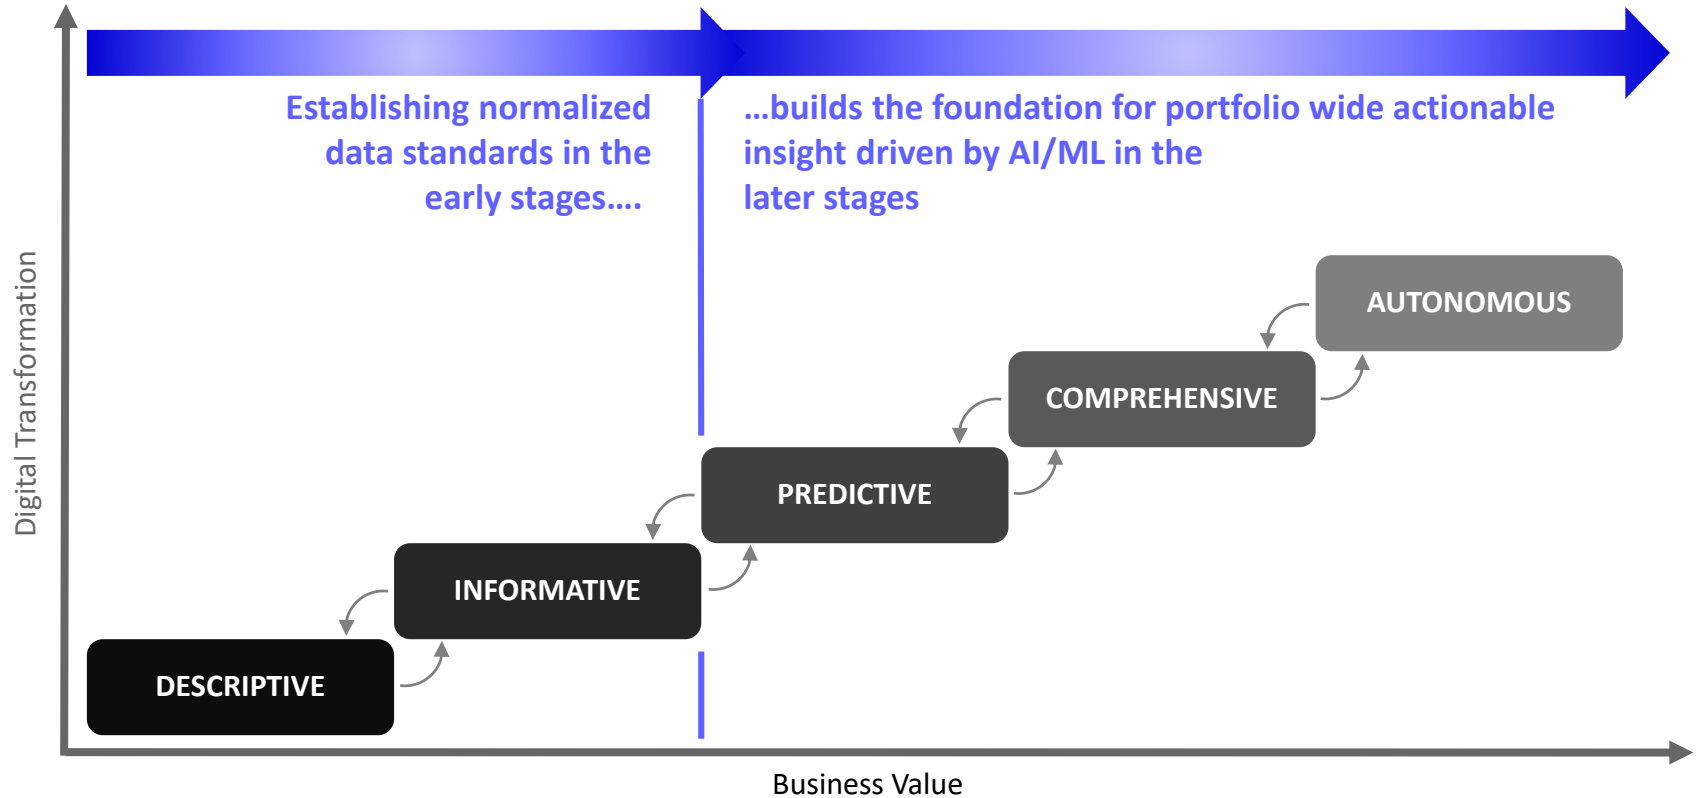 Establishing normalized
data standards in the
early stages....
...builds the foundation for portfolio wide actionable
insight driven by AI/ML in the
later stages
Digital Transformation
AUTONOMOUS
COMPREHENSIVE
PREDICTIVE
INFORMATIVE
DESCRIPTIVE
Business Value